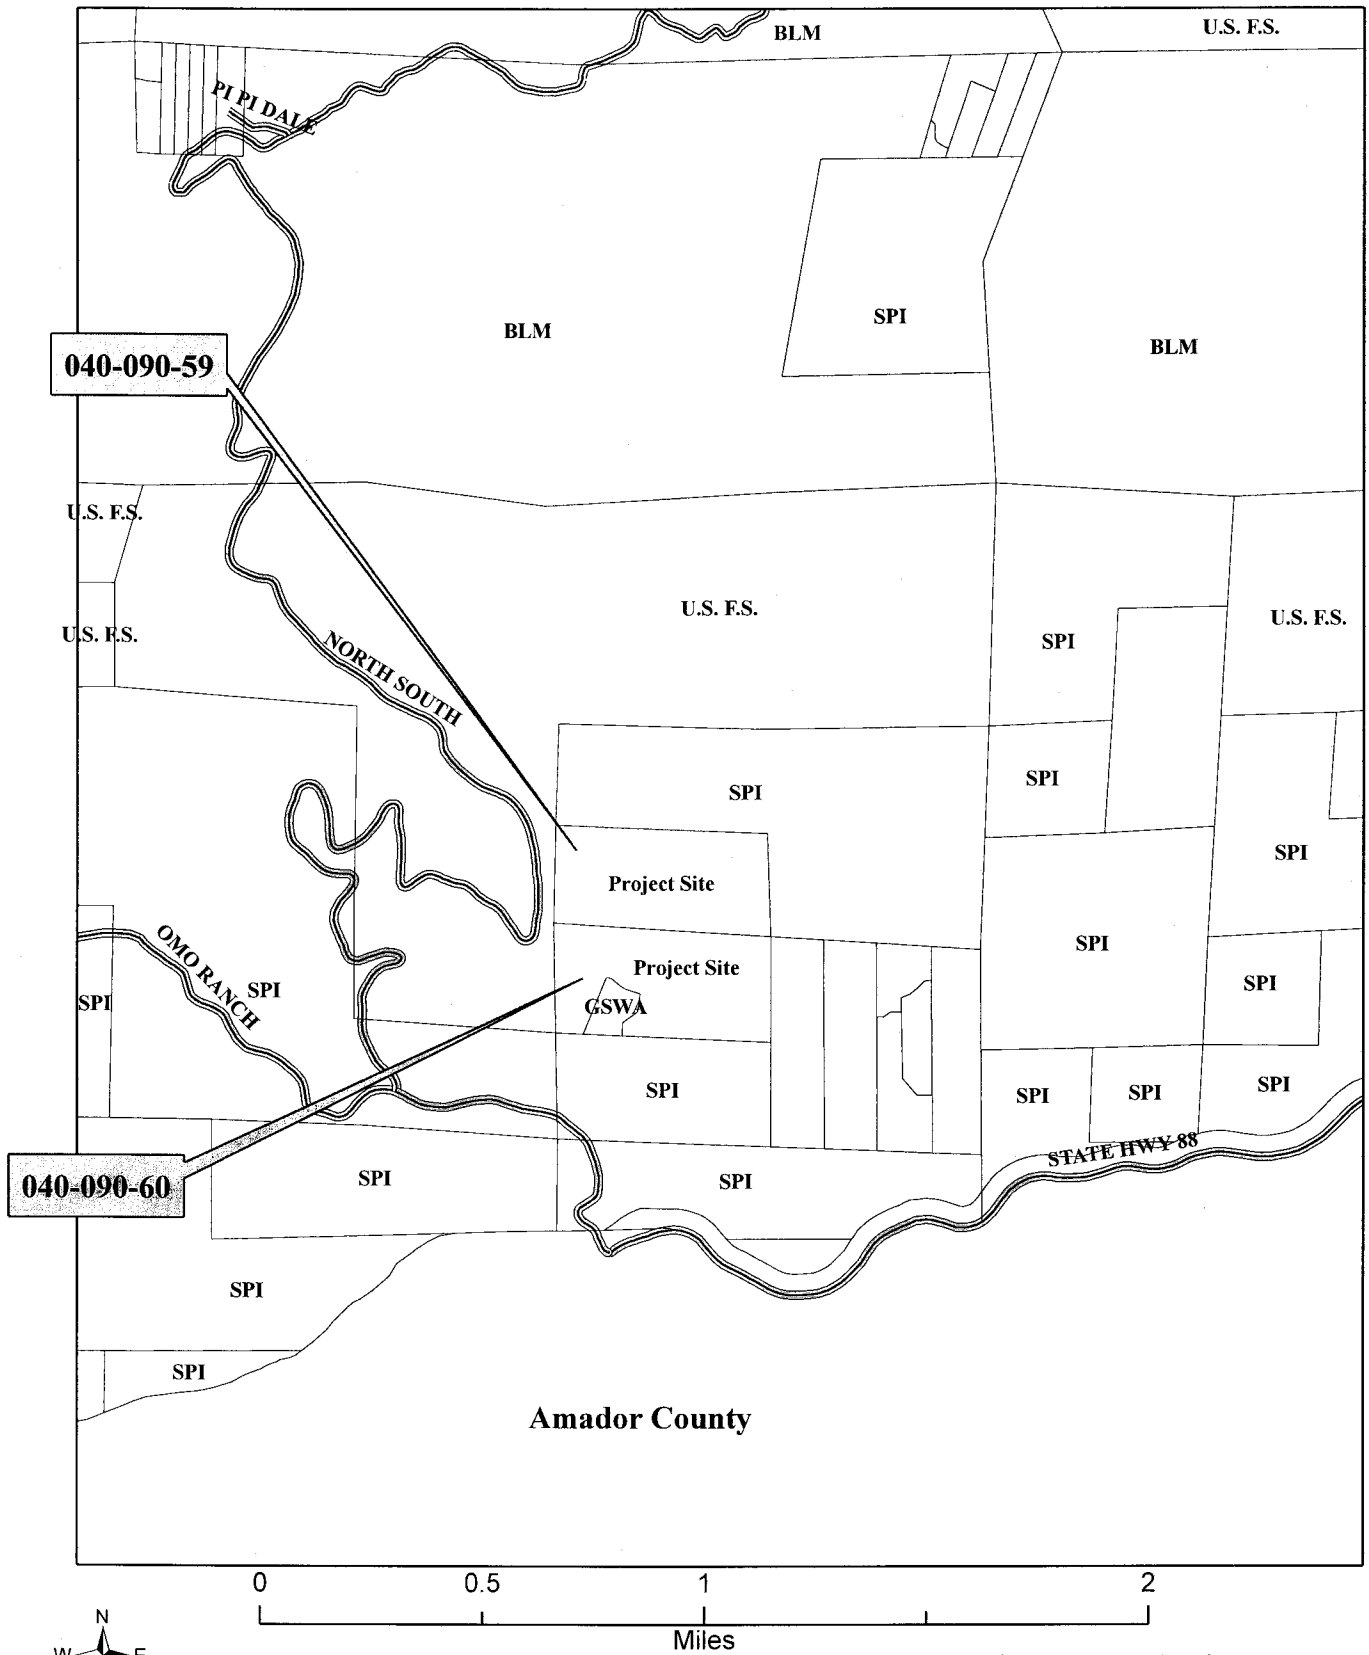 BLM
U.S. F.S.
PI PI DALE
SPI
BLM
BLM
040-090-59
U.S. F.S.
U.S. F.S.
U.S. F.S.
U.S. F.S.
SPI
NORTH SOUTH
SPI
SPI
SPI
Project Site
OMO RANCH
SPI
Project Site
SPI
SPI
SPI
GSWA
SPI
SPI
SPI
SPI
STATE HWY 88
040-090-60
SPI
SPI
SPI
SPI
Amador County
0 0.5 1 2
Miles
N
W E